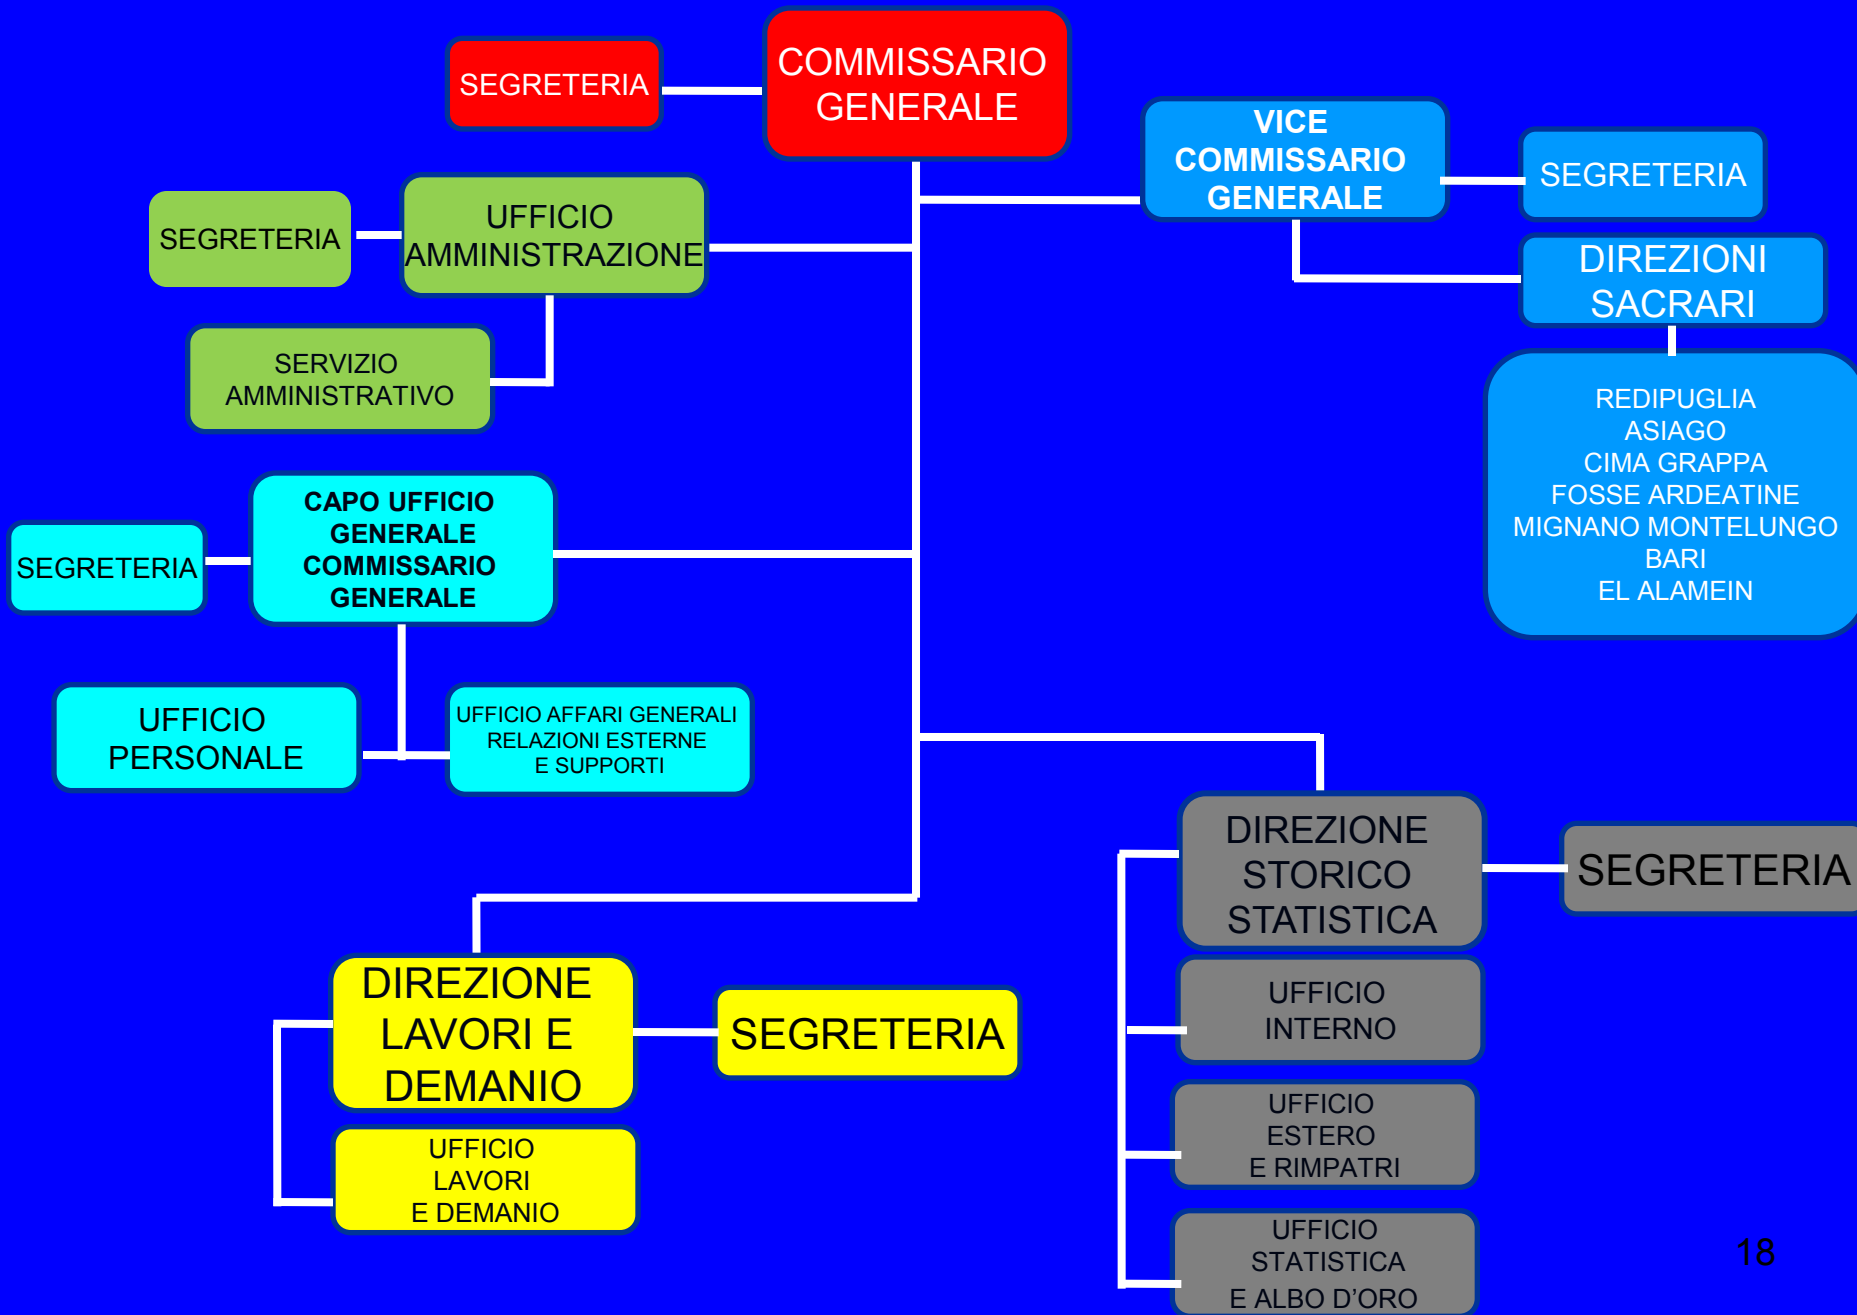 COMMISSARIO
GENERALE
SEGRETERIA
VICE
COMMISSARIO
GENERALE
SEGRETERIA
DIREZIONI
SACRARI
REDIPUGLIA
ASIAGO
CIMA GRAPPA
FOSSE ARDEATINE
MIGNANO MONTELUNGO
BARI
EL ALAMEIN
SEGRETERIA
UFFICIO
AMMINISTRAZIONE
SERVIZIO
AMMINISTRATIVO
SEGRETERIA
CAPO UFFICIO
GENERALE
COMMISSARIO
GENERALE
UFFICIO
PERSONALE
UFFICIO AFFARI GENERALI
RELAZIONI ESTERNE
E SUPPORTI
DIREZIONE
STORICO
STATISTICA
SEGRETERIA
UFFICIO
INTERNO
UFFICIO
ESTERO
E RIMPATRI
UFFICIO
STATISTICA
E ALBO D’ORO
DIREZIONE
LAVORI E
DEMANIO
SEGRETERIA
UFFICIO
LAVORI
E DEMANIO
18